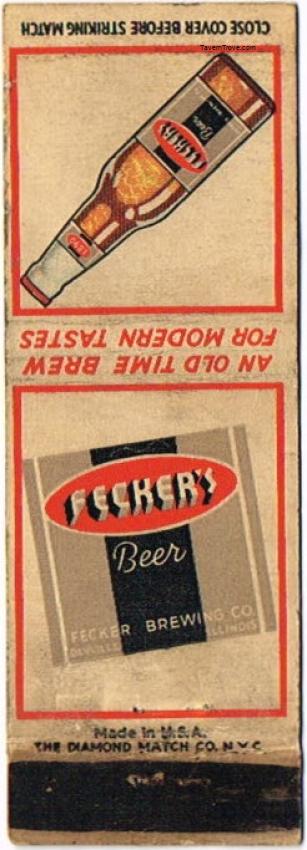 CLOSE COVER BEFORE STRIKING MATCH
TavernTrove.com
Beer
FECKER'S
AN OLD TIME BREW
FOR MODERN TASTES
FECKER'S
Beer
FECKER BREWING CO.
DANVILLE ILLINOIS
Made in U.S.A.
THE DIAMOND MATCH CO. N.Y.C.